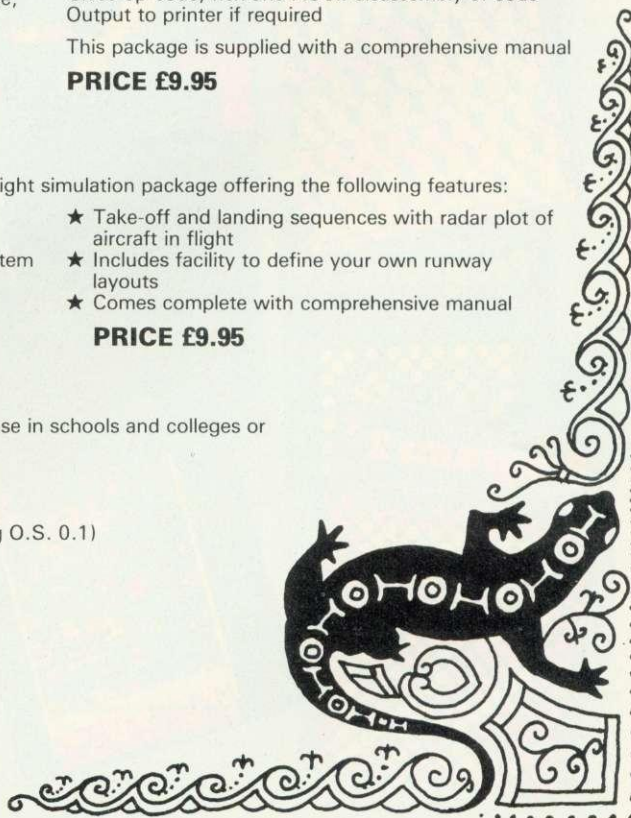 Output to printer if required
This package is supplied with a comprehensive manual
PRICE £9.95
ight simulation package offering the following features:
★ Take-off and landing sequences with radar plot of
aircraft in flight
tem ★ Includes facility to define your own runway
layouts
★ Comes complete with comprehensive manual
PRICE £9.95
se in schools and colleges or
g O.S. 0.1)